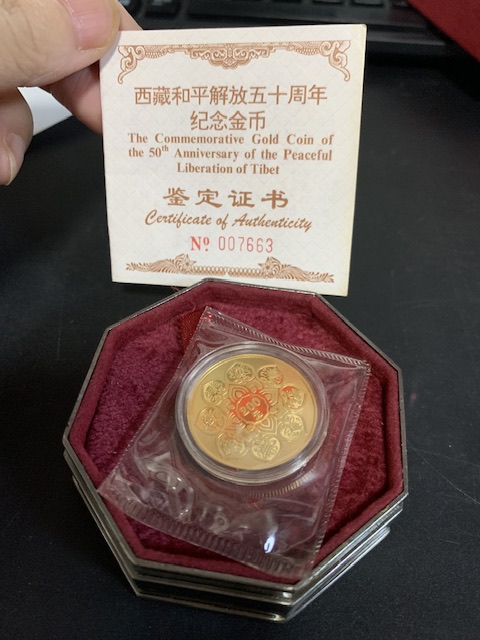 西藏和平解放五十周年
纪念金币
The Commemorative Gold Coin of
the 50th Anniversary of the Peaceful
Liberation of Tibet
鉴定证书
Certificate of Authenticity
No. 007663